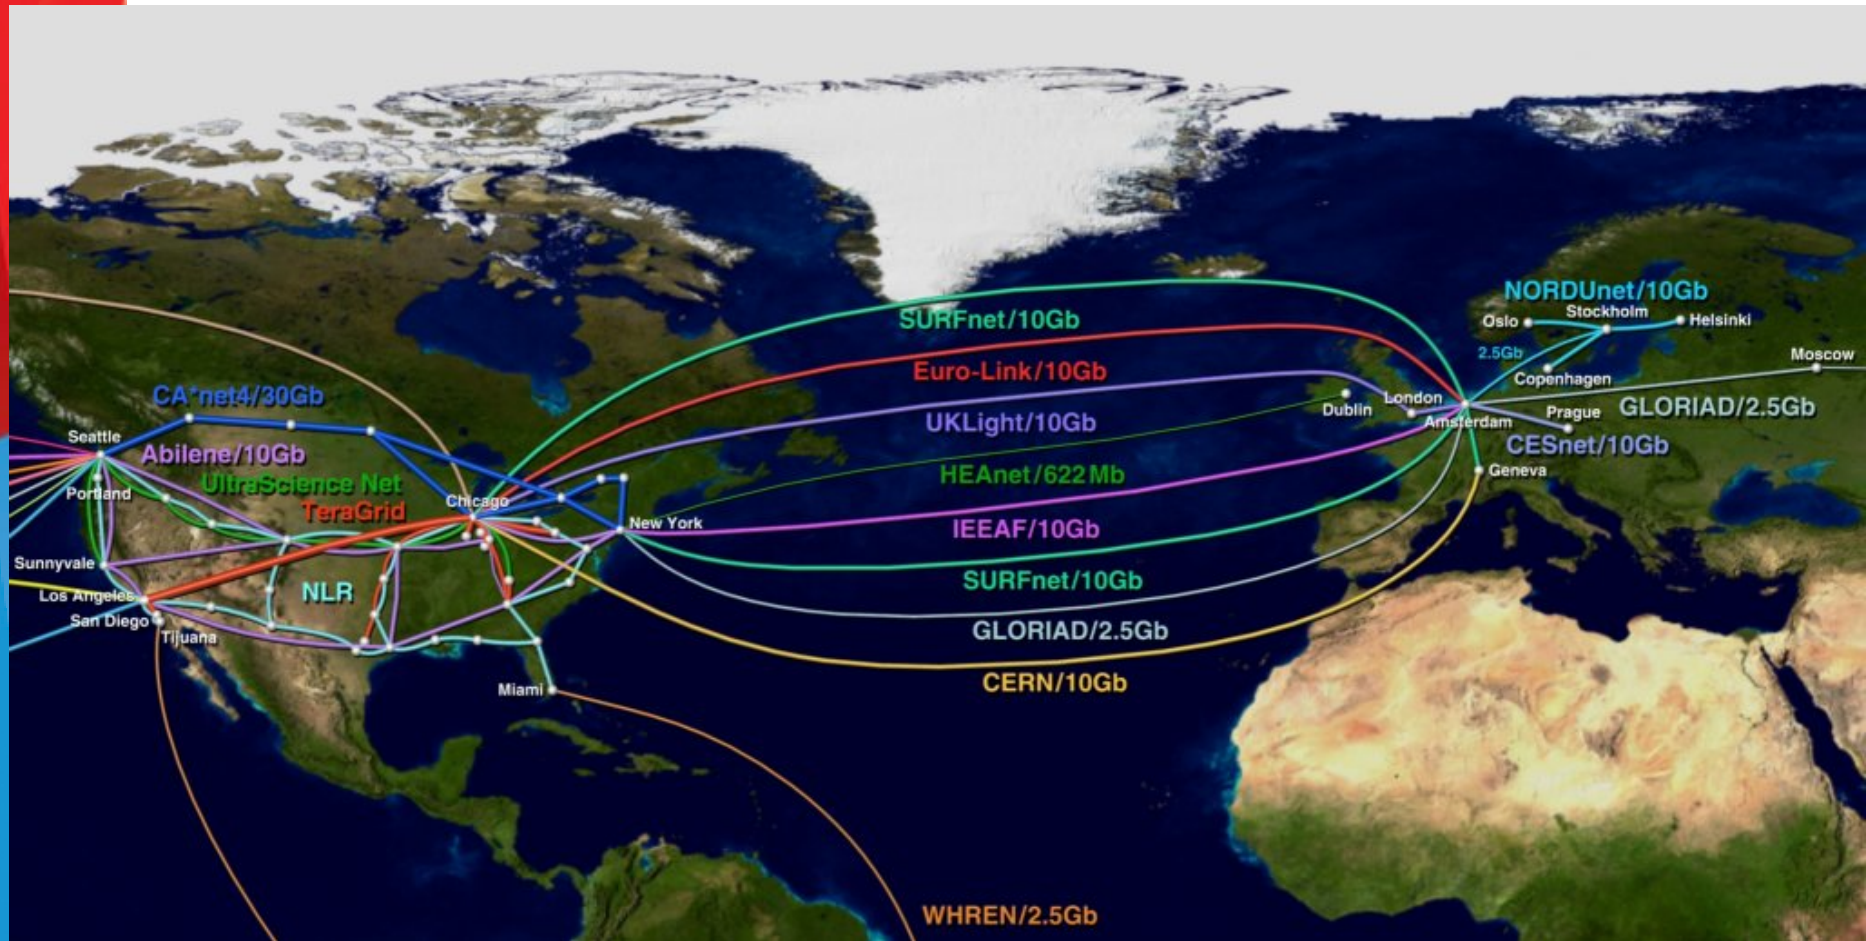 SURFnet/10Gb
NORDUnet/10Gb
Stockholm
Oslo
Helsinki
2.5Gb
Moscow
Euro-Link/10Gb
Copenhagen
CA*net4/30Gb
London
Dublin
Amsterdam
Prague
GLORIAD/2.5Gb
UKLight/10Gb
Seattle
Abilene/10Gb
CESnet/10Gb
Geneva
UltraScience Net
HEAnet/622Mb
Portland
Chicago
TeraGrid
New York
IEEAF/10Gb
Sunnyvale
SURFnet/10Gb
Los Angeles
NLR
San Diego
Tijuana
GLORIAD/2.5Gb
Miami
CERN/10Gb
WHREN/2.5Gb